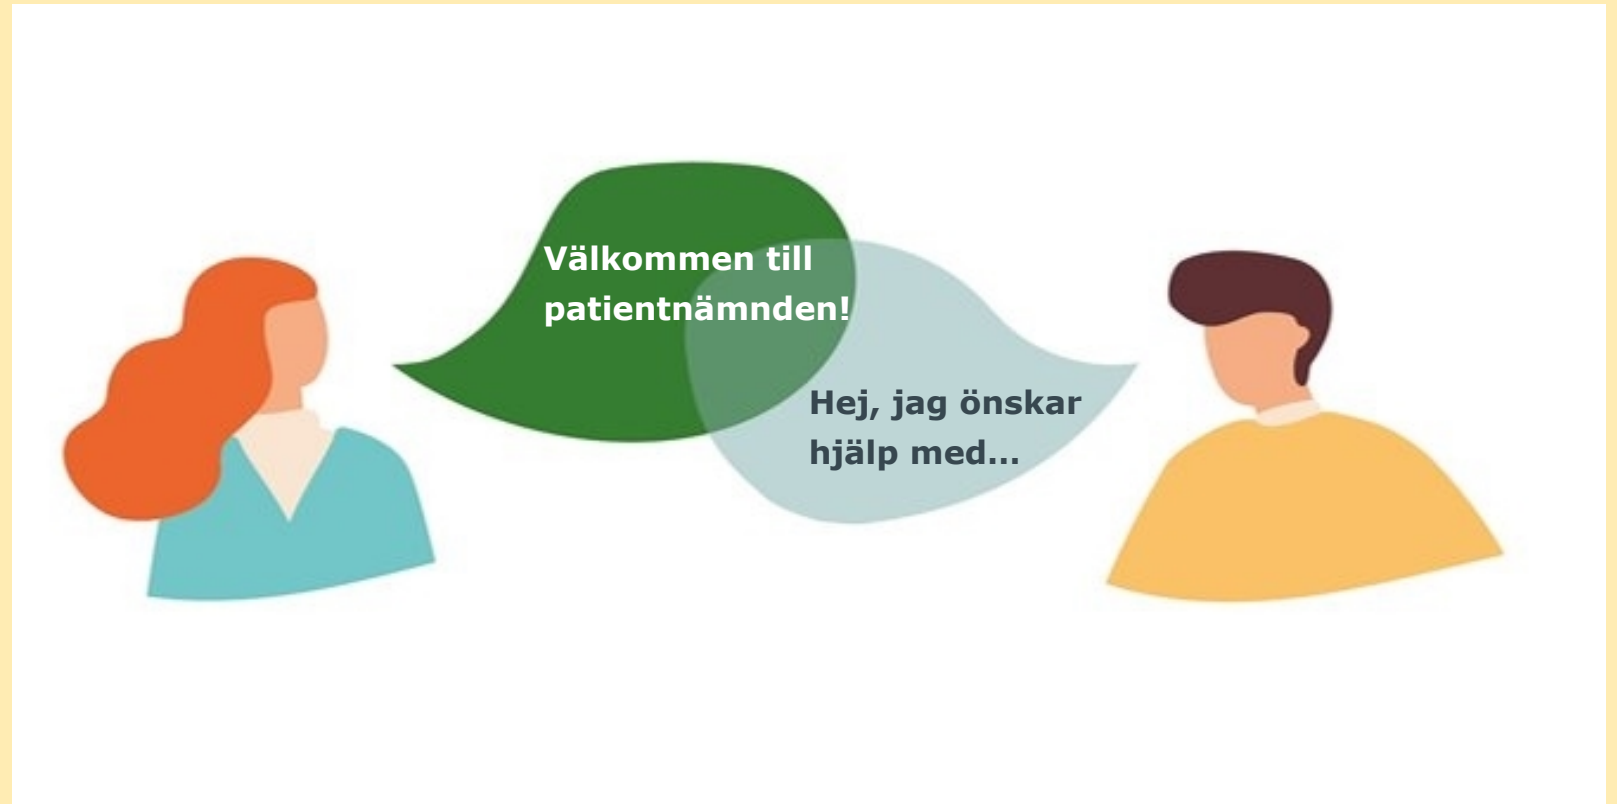 Välkommen till
patientnämnden!
Hej, jag önskar
hjälp med...